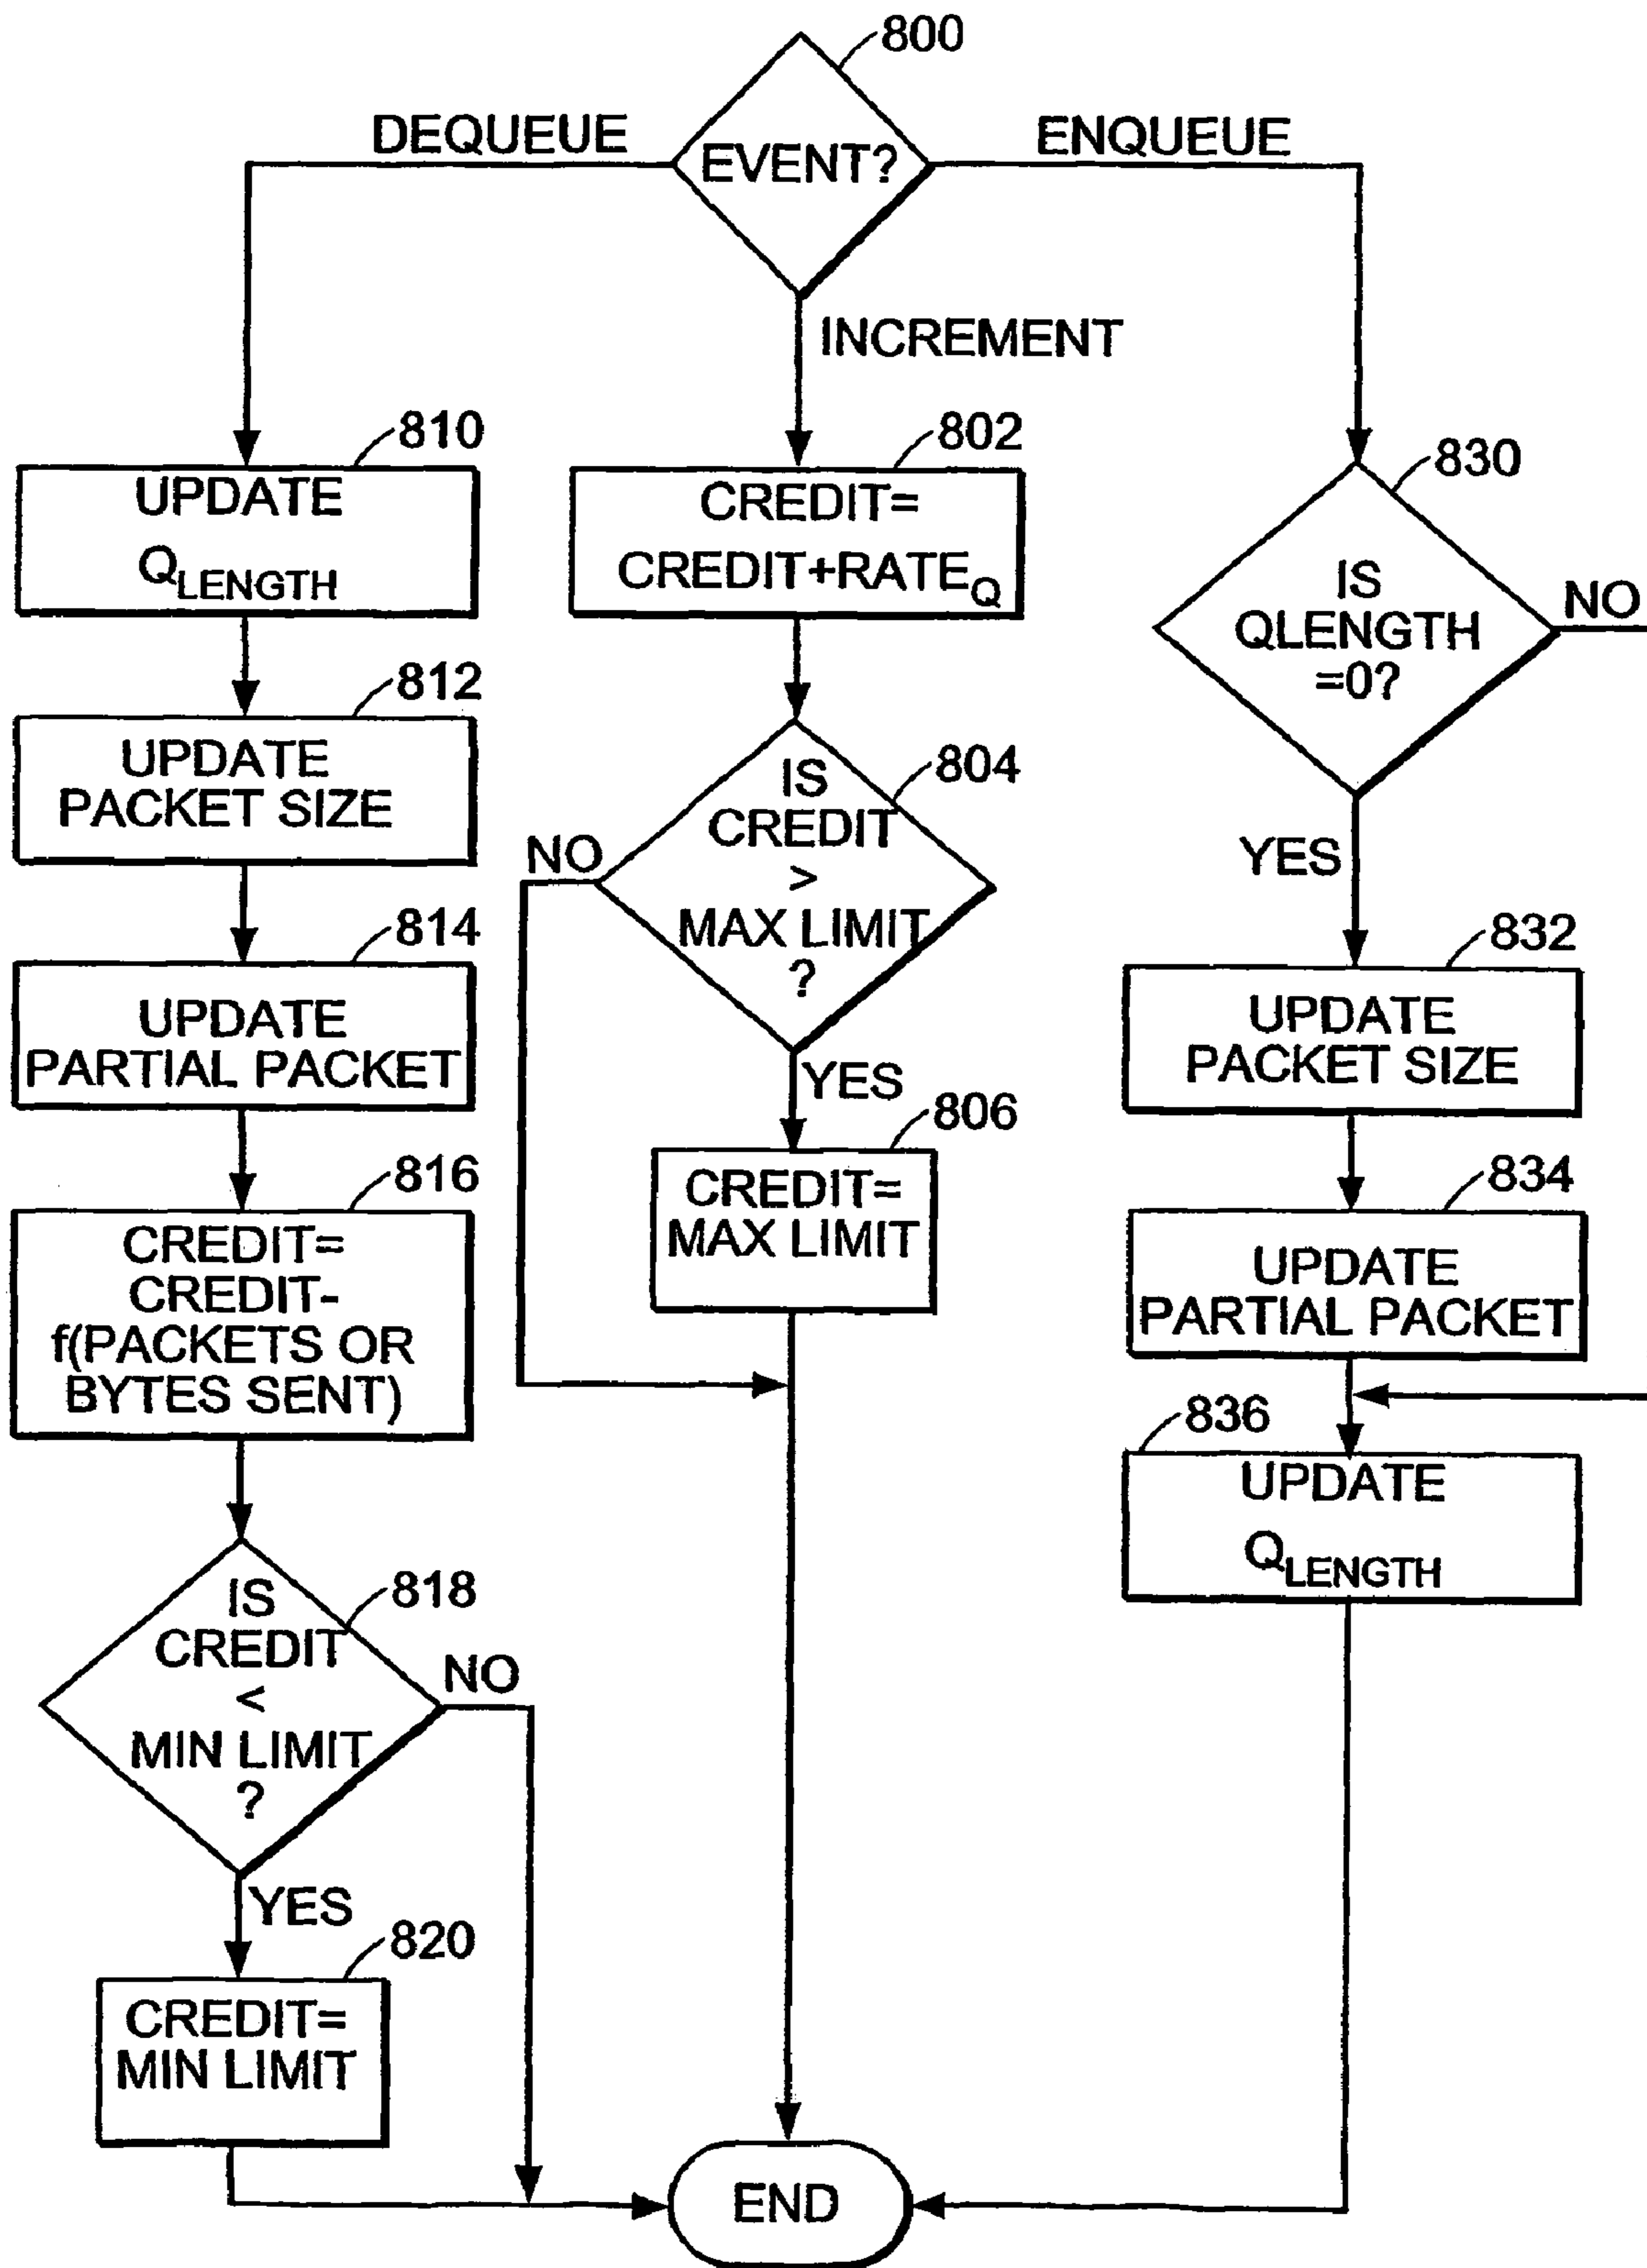 800
EVENT?
DEQUEUE
ENQUEUE
INCREMENT
810
UPDATE
QLENGTH
812
UPDATE
PACKET SIZE
814
UPDATE
PARTIAL PACKET
816
CREDIT=
CREDIT-
f(PACKETS OR
BYTES SENT)
818
IS
CREDIT
<
MIN LIMIT
?
NO
YES
820
CREDIT=
MIN LIMIT
802
CREDIT=
CREDIT+RATEQ
804
IS
CREDIT
>
MAX LIMIT
?
NO
YES
806
CREDIT=
MAX LIMIT
830
IS
QLENGTH
=0?
NO
YES
832
UPDATE
PACKET SIZE
834
UPDATE
PARTIAL PACKET
836
UPDATE
QLENGTH
END